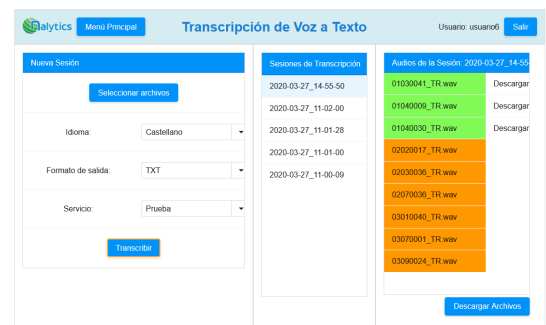 nalytics
Menú Principal
Transcripción de Voz a Texto
Usuario: usuario6
Salir
Nueva Sesión
Seleccionar archivos
Idioma:
Castellano
Formato de salida:
TXT
Servicio:
Prueba
Transcribir
Sesiones de Transcripción
2020-03-27_14-55-50
2020-03-27_11-02-00
2020-03-27_11-01-28
2020-03-27_11-01-00
2020-03-27_11-00-09
Audios de la Sesión: 2020-03-27_14-55-
01030041_TR.wav Descargar
01040009_TR.wav Descargar
01040030_TR.wav Descargar
02020017_TR.wav
02030036_TR.wav
02070036_TR.wav
03010040_TR.wav
03070001_TR.wav
03090024_TR.wav
Descargar Archivos